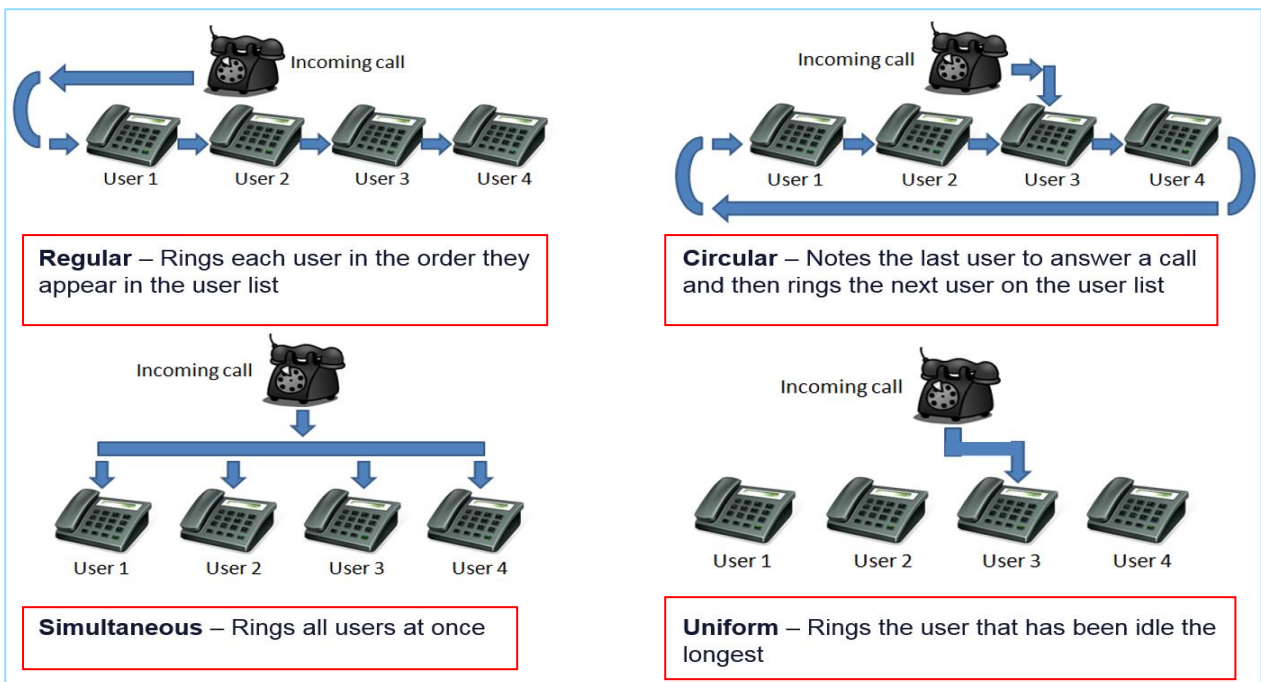 Incoming call
User 1 User 2 User 3 User 4
Regular – Rings each user in the order they
appear in the user list
Incoming call
User 1 User 2 User 3 User 4
Circular – Notes the last user to answer a call
and then rings the next user on the user list
Incoming call
User 1 User 2 User 3 User 4
Simultaneous – Rings all users at once
Incoming call
User 1 User 2 User 3 User 4
Uniform – Rings the user that has been idle the
longest